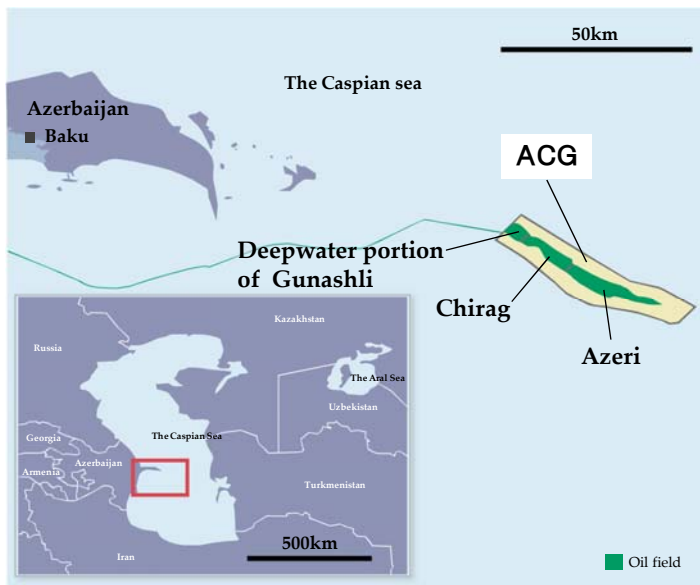 50km
The Caspian sea
Azerbaijan
Baku
ACG
Deepwater portion
of Gunashli
Chirag
Azeri
Kazakhstan
Russia
The Aral Sea
Uzbekistan
The Caspian Sea
Georgia
Azerbaijan
Armenia
Turkmenistan
Iran
500km
Oil field